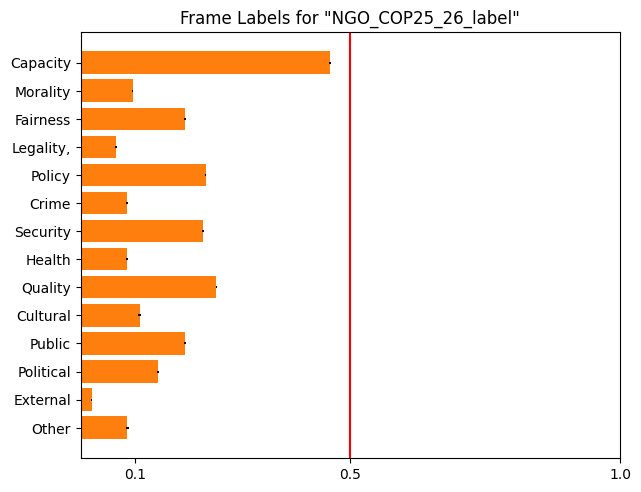 Frame Labels for "NGO_COP25_26_label"
Capacity
Morality
Fairness
Legality,
Policy
Crime
Security
Health
Quality
Cultural
Public
Political
External
Other
0.1 0.5 1.0